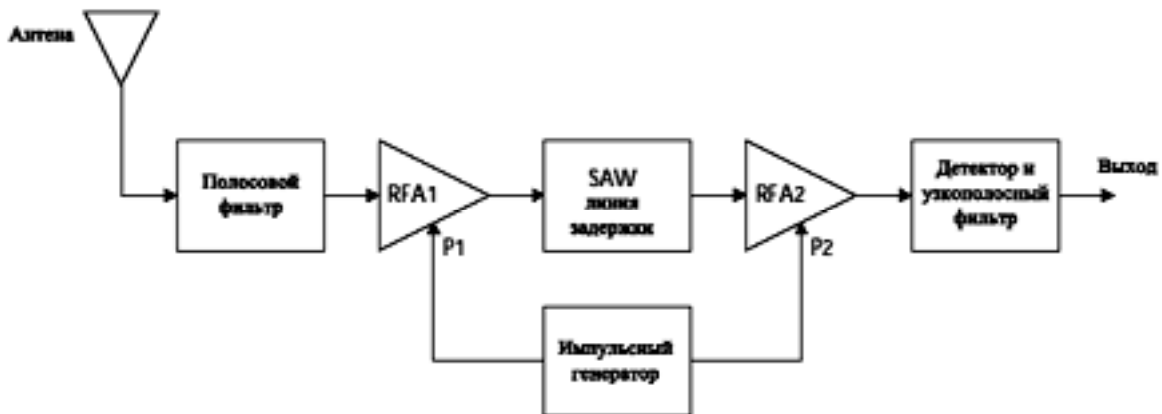 Антена
Полосовой
фильтр
RFA1
P1
SAW
линия
задержки
RFA2
P2
Детектор и
узкополосный
фильтр
Выход
Импульсный
генератор